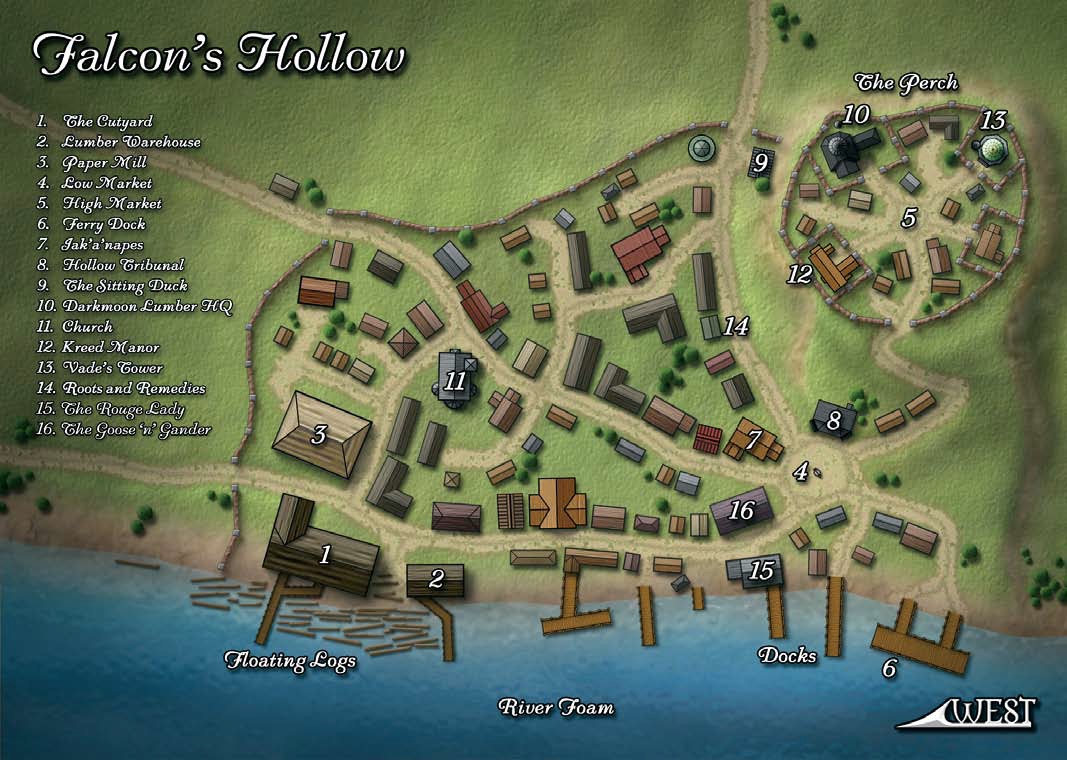 Falcon's Hollow
1. The Cutyard
2. Lumber Warehouse
3. Paper Mill
4. Low Market
5. High Market
6. Ferry Dock
7. Jak'a'napes
8. Hollow Tribunal
9. The Sitting Duck
10. Darkmoon Lumber HQ
11. Church
12. Kreed Manor
13. Vade's Tower
14. Roots and Remedies
15. The Rouge Lady
16. The Goose 'n' Gander
The Perch
10
13
9
5
12
14
11
3
7
8
4
16
1
2
15
Floating Logs
Docks
6
River Foam
WEST